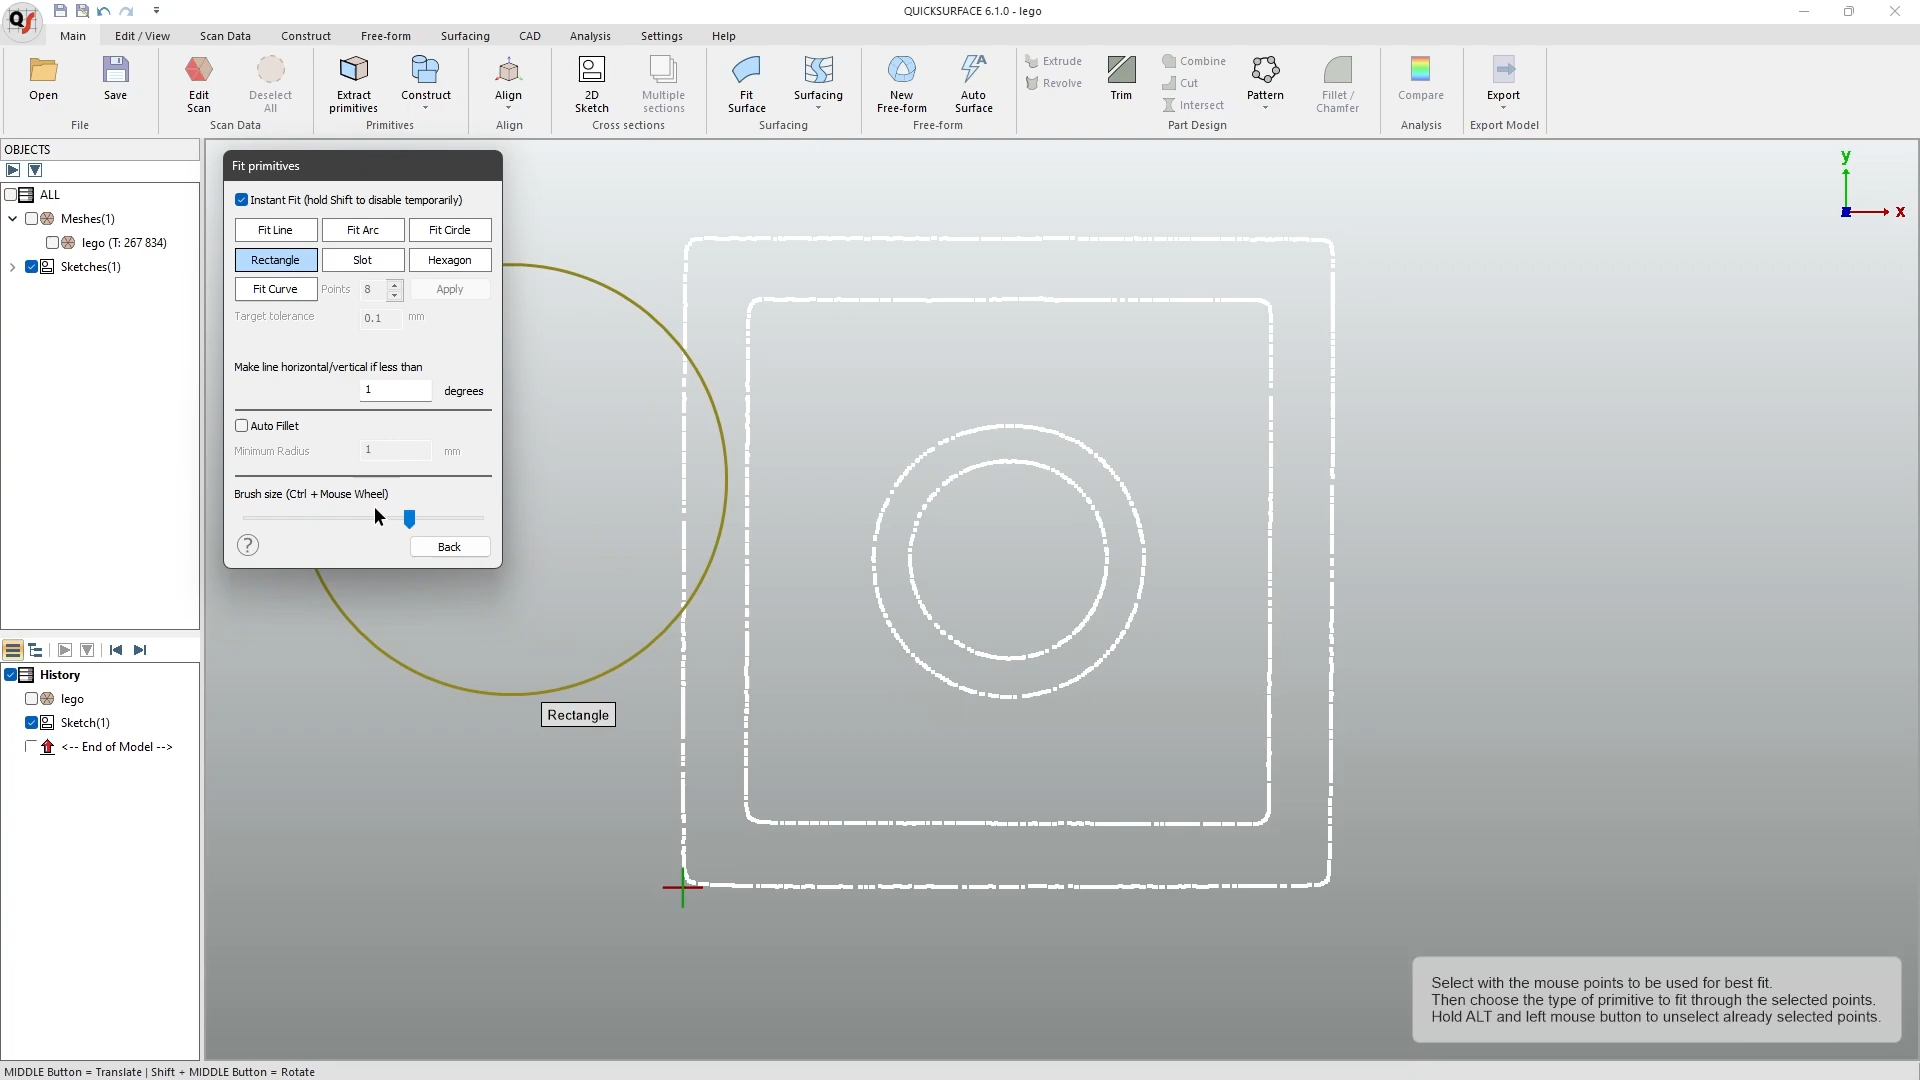 QUICKSURFACE 6.1.0 - lego
Main Edit / View Scan Data Construct Free-form Surfacing CAD Analysis Settings Help
Open Save Edit Scan Deselect All Extract primitives Construct Align 2D Sketch Multiple sections Fit Surface Surfacing New Free-form Auto Surface Extrude Revolve Trim Combine Cut Intersect Pattern Fillet / Chamfer Compare Export
File Scan Data Primitives Align Cross sections Surfacing Free-form Part Design Analysis Export Model
OBJECTS
ALL
Meshes(1)
lego (T: 267 834)
Sketches(1)
Fit primitives
Instant Fit (hold Shift to disable temporarily)
Fit Line Fit Arc Fit Circle
Rectangle Slot Hexagon
Fit Curve Points 8 Apply
Target tolerance 0.1 mm
Make line horizontal/vertical if less than
1 degrees
Auto Fillet
Minimum Radius 1 mm
Brush size (Ctrl + Mouse Wheel)
? Back
Rectangle
y
x
History
lego
Sketch(1)
<-- End of Model -->
Select with the mouse points to be used for best fit.
Then choose the type of primitive to fit through the selected points.
Hold ALT and left mouse button to unselect already selected points.
MIDDLE Button = Translate | Shift + MIDDLE Button = Rotate